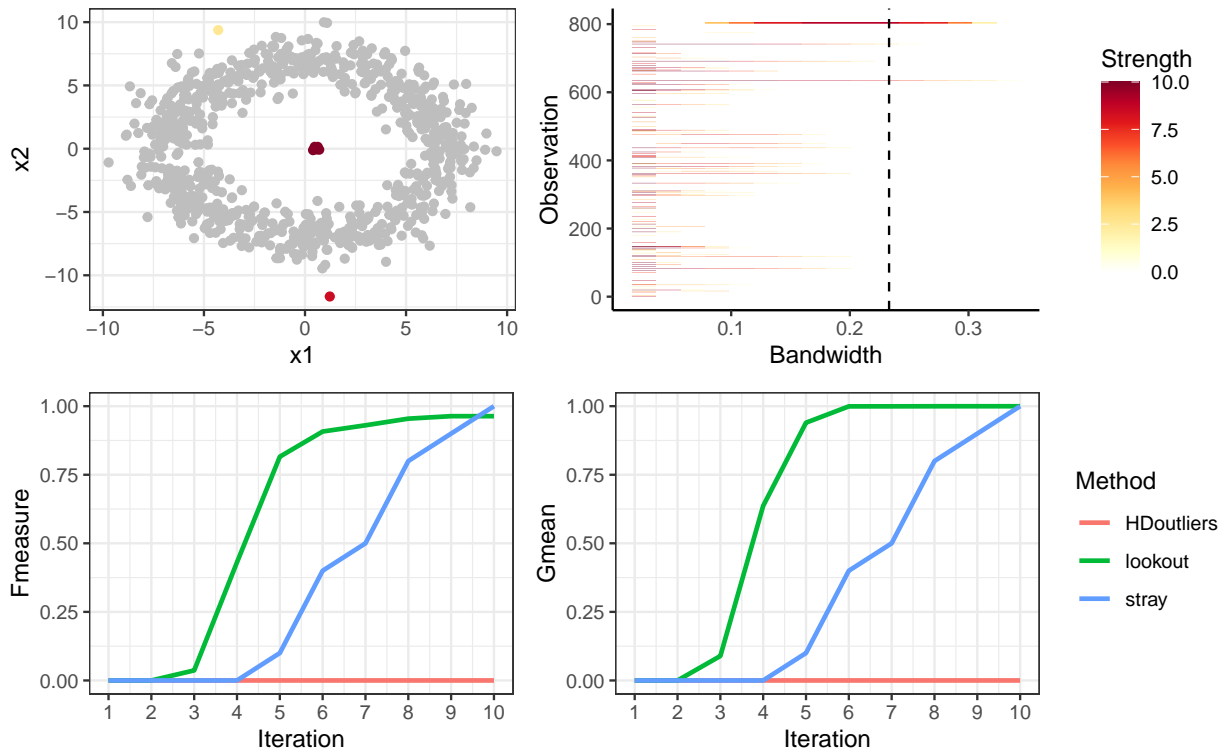 10
5
0
−5
−10
x2
−10 −5 0 5 10
x1
800
600
400
200
0
Observation
0.1 0.2 0.3
Bandwidth
Strength
10.0
7.5
5.0
2.5
0.0
1.00
0.75
0.50
0.25
0.00
Fmeasure
1 2 3 4 5 6 7 8 9 10
Iteration
1.00
0.75
0.50
0.25
0.00
Gmean
1 2 3 4 5 6 7 8 9 10
Iteration
Method
HDoutliers
lookout
stray